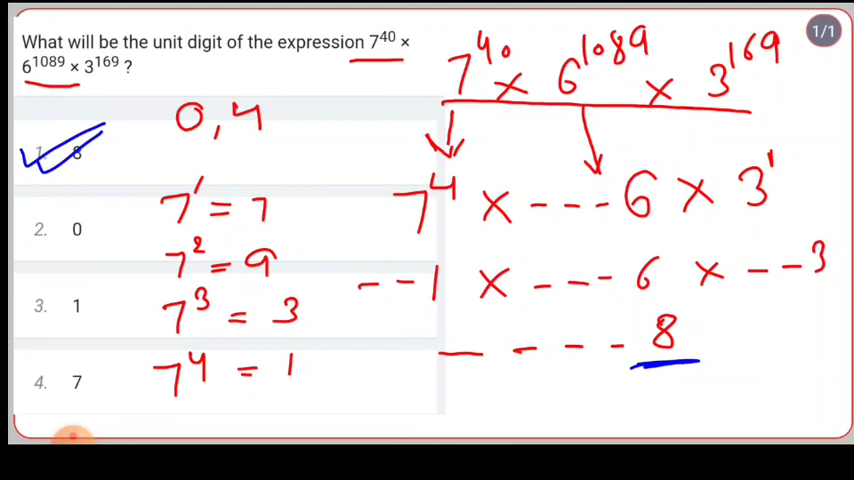 1/1
What will be the unit digit of the expression 7⁴⁰ ×
6¹⁰⁸⁹ × 3¹⁶⁹ ?
7⁴⁰ × 6¹⁰⁸⁹ × 3¹⁶⁹
0, 4
1. 8
2. 0
3. 1
4. 7
7¹ = 7
7² = 9
7³ = 3
7⁴ = 1
7⁴ × - - - 6 × 3¹
- - 1 × - - - 6 × - - 3
- - - - 8